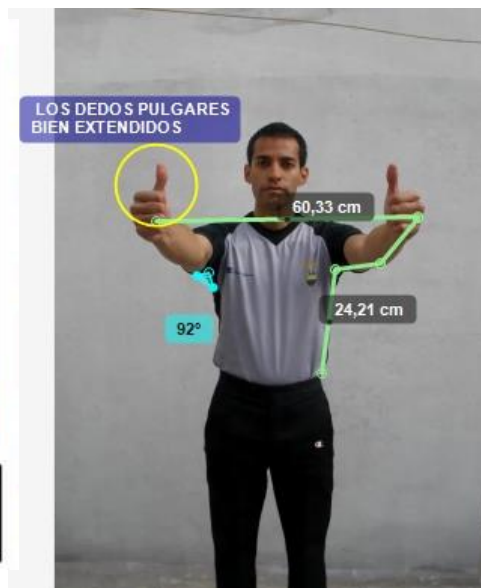 LOS DEDOS PULGARES
BIEN EXTENDIDOS
60,33 cm
24,21 cm
92°